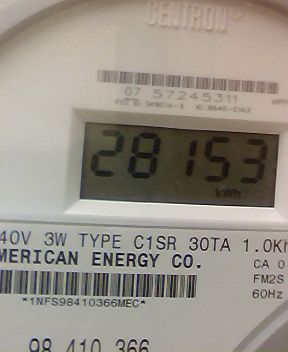 CENTRON®
07 57245311
28153
kWh
40V 3W TYPE C1SR 30TA 1.0Kh
MERICAN ENERGY CO.
CA 0
FM2S
60Hz
*1NFS98410366MEC*
98 410 366